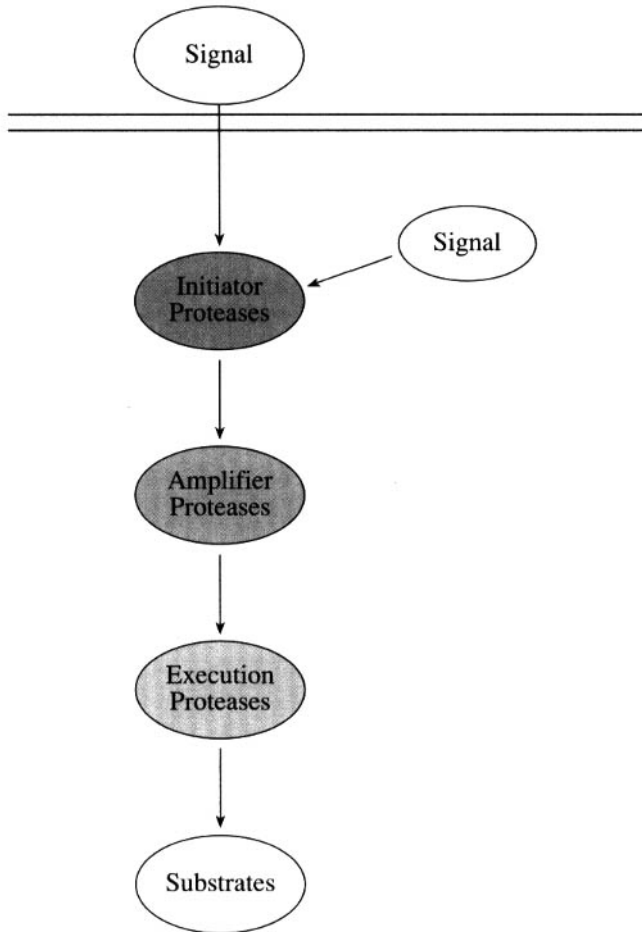 Signal
Signal
Initiator
Proteases
Amplifier
Proteases
Execution
Proteases
Substrates